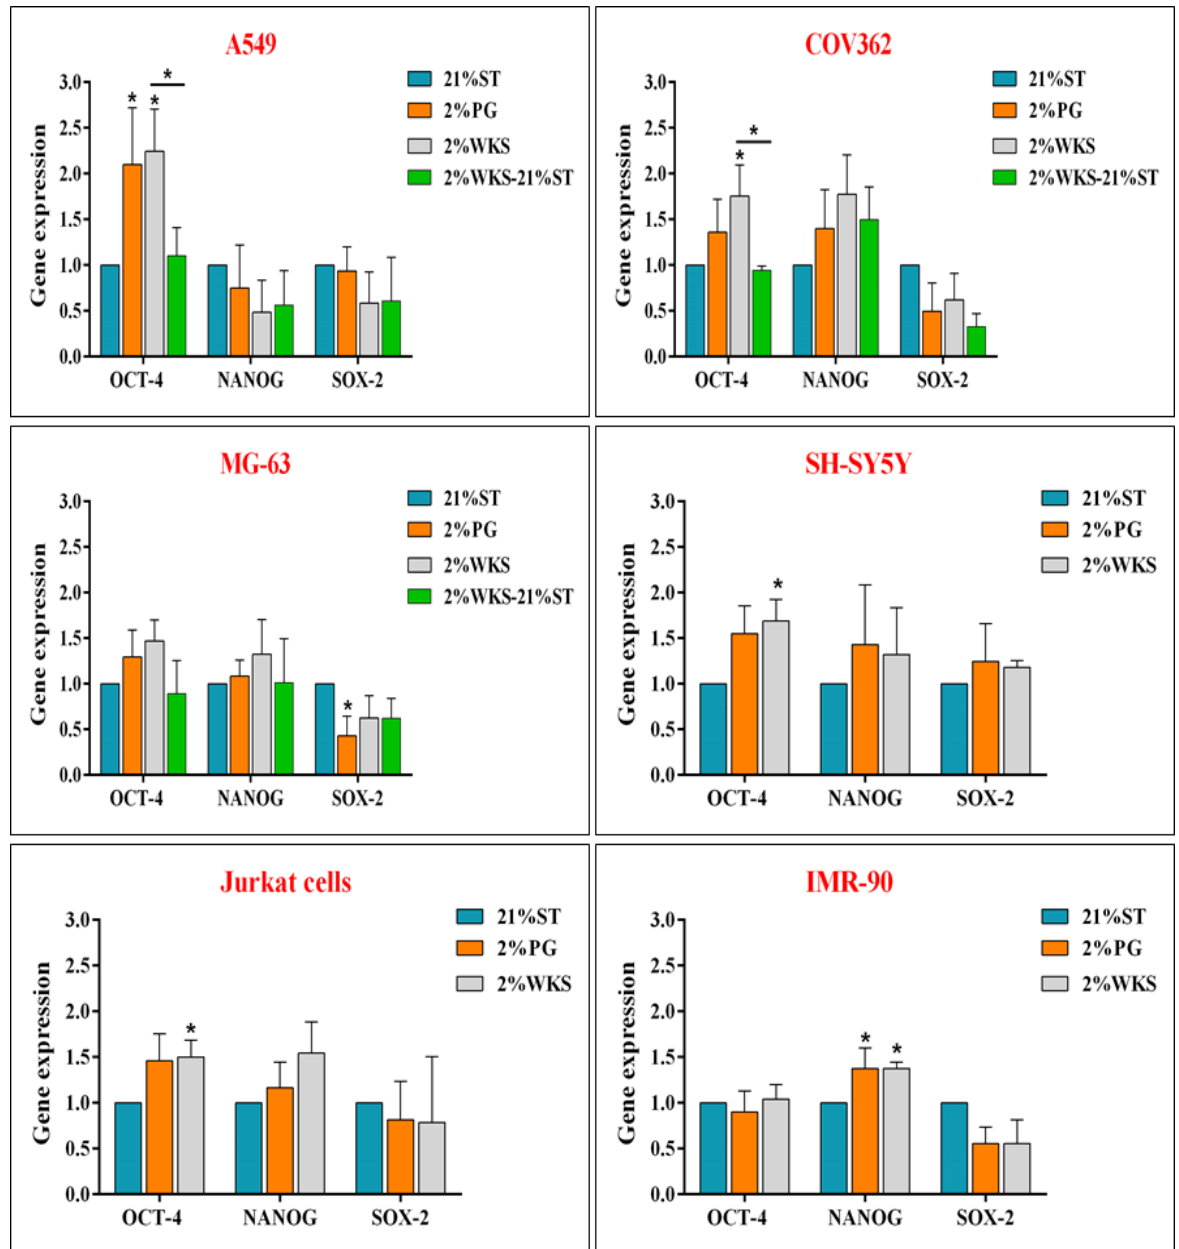 A549
21%ST
2%PG
2%WKS
2%WKS-21%ST
Gene expression
3.0
2.5
2.0
1.5
1.0
0.5
0.0
* * *
OCT-4 NANOG SOX-2
COV362
21%ST
2%PG
2%WKS
2%WKS-21%ST
Gene expression
3.0
2.5
2.0
1.5
1.0
0.5
0.0
* *
OCT-4 NANOG SOX-2
MG-63
21%ST
2%PG
2%WKS
2%WKS-21%ST
Gene expression
3.0
2.5
2.0
1.5
1.0
0.5
0.0
*
OCT-4 NANOG SOX-2
SH-SY5Y
21%ST
2%PG
2%WKS
Gene expression
3.0
2.5
2.0
1.5
1.0
0.5
0.0
*
OCT-4 NANOG SOX-2
Jurkat cells
21%ST
2%PG
2%WKS
Gene expression
3.0
2.5
2.0
1.5
1.0
0.5
0.0
*
OCT-4 NANOG SOX-2
IMR-90
21%ST
2%PG
2%WKS
Gene expression
3.0
2.5
2.0
1.5
1.0
0.5
0.0
* *
OCT-4 NANOG SOX-2